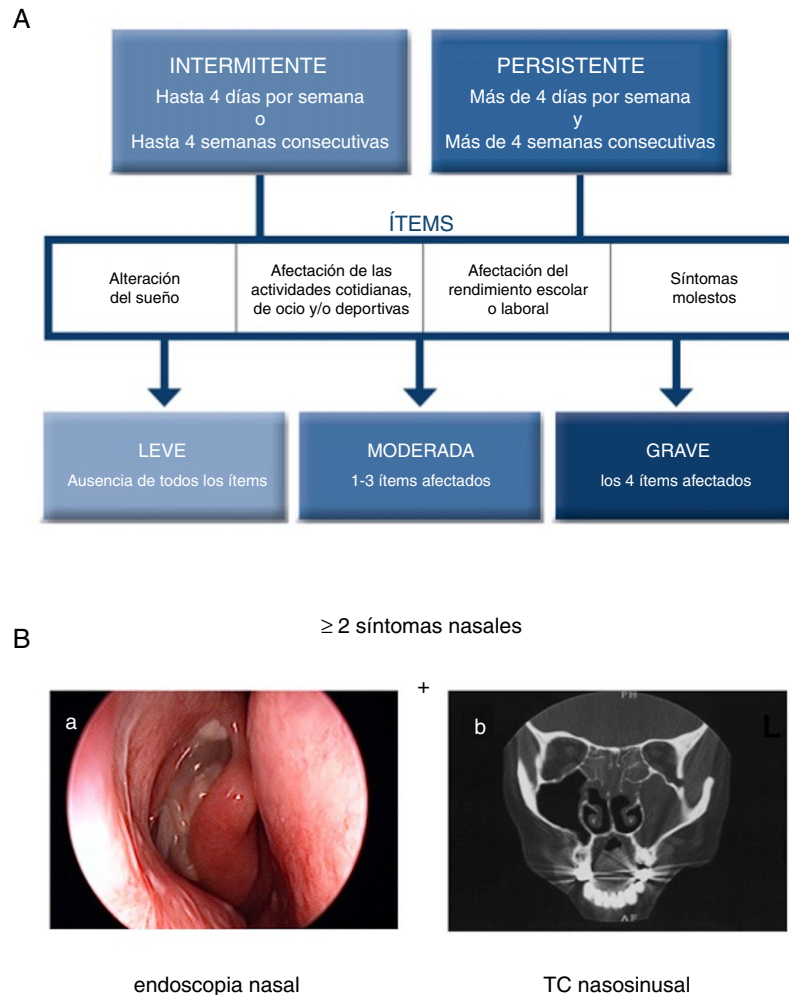 A
INTERMITENTE
Hasta 4 días por semana
o
Hasta 4 semanas consecutivas
PERSISTENTE
Más de 4 días por semana
y
Más de 4 semanas consecutivas
ÍTEMS
Alteración
del sueño
Afectación de las
actividades cotidianas,
de ocio y/o deportivas
Afectación del
rendimiento escolar
o laboral
Síntomas
molestos
LEVE
Ausencia de todos los ítems
MODERADA
1-3 ítems afectados
GRAVE
los 4 ítems afectados
B
≥ 2 síntomas nasales
+
a
b
PH
L
AF
endoscopia nasal
TC nasosinusal